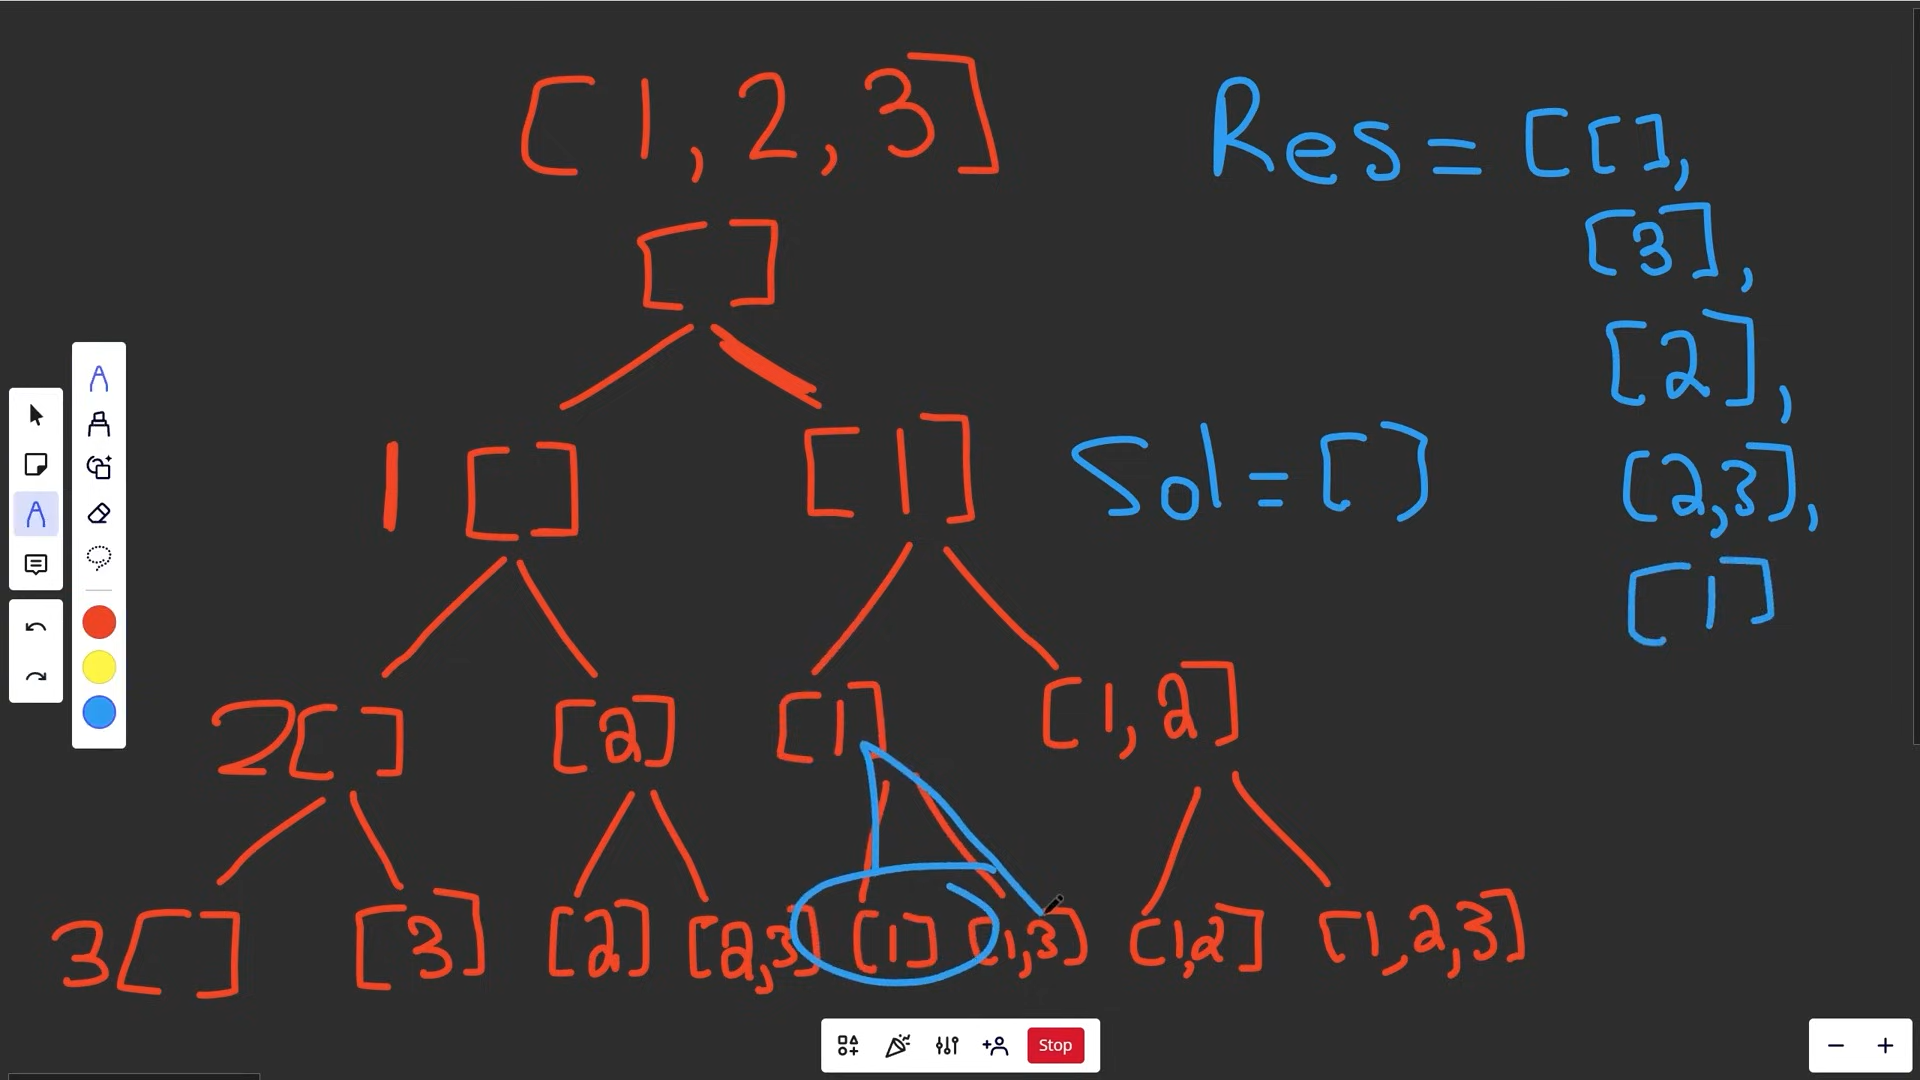 [1,2,3]
Res = [[],
[3],
[2],
[2,3],
[1]
[]
1 [] [1]
Sol = []
2 [] [2] [1] [1,2]
3 [] [3] [2] [2,3] [1] [1,3] [1,2] [1,2,3]
Stop